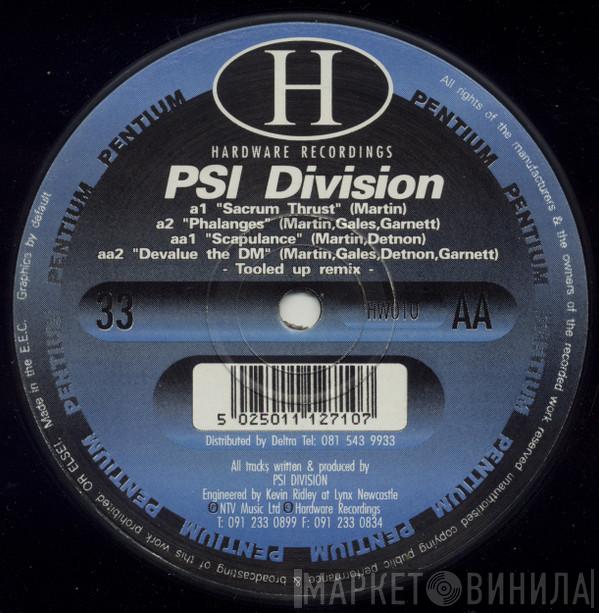 H
HARDWARE RECORDINGS
PSI Division
a1 "Sacrum Thrust" (Martin)
a2 "Phalanges" (Martin,Gales,Garnett)
aa1 "Scapulance" (Martin,Detnon)
aa2 "Devalue the DM" (Martin,Gales,Detnon,Garnett)
- Tooled up remix -
33
HW010
AA
5 025011 127107
Distributed by Deltra Tel: 081 543 9933
All tracks written & produced by
PSI DIVISION
Engineered by Kevin Ridley at Lynx Newcastle
Ⓟ NTV Music Ltd © Hardware Recordings
T: 091 233 0899 F: 091 233 0834
PENTIUM PENTIUM PENTIUM PENTIUM PENTIUM PENTIUM PENTIUM PENTIUM PENTIUM PENTIUM
Graphics by default
Made in the E.E.C.
All rights of the manufacturers & the owners of the recorded work reserved unauthorised copying public performance & broadcasting of this work prohibited OR ELSE!
МАРКЕТ ВИНИЛА